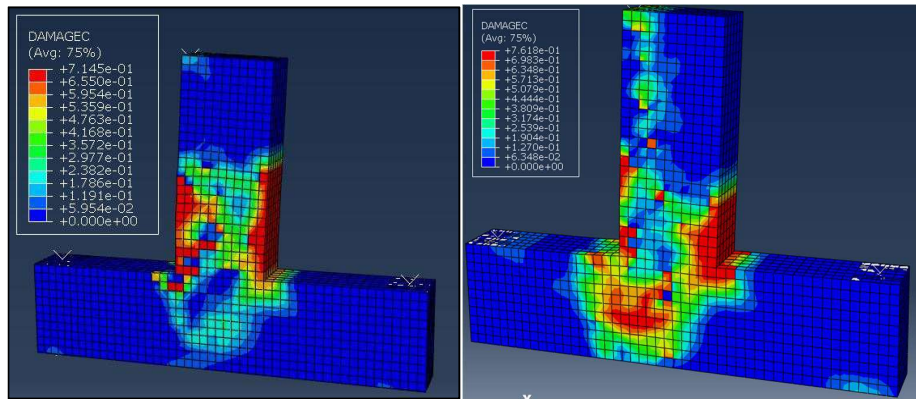 DAMAGEC
(Avg: 75%)
+7.145e-01
+6.550e-01
+5.954e-01
+5.359e-01
+4.763e-01
+4.168e-01
+3.572e-01
+2.977e-01
+2.382e-01
+1.786e-01
+1.191e-01
+5.954e-02
+0.000e+00
DAMAGEC
(Avg: 75%)
+7.618e-01
+6.983e-01
+6.348e-01
+5.713e-01
+5.079e-01
+4.444e-01
+3.809e-01
+3.174e-01
+2.539e-01
+1.904e-01
+1.270e-01
+6.348e-02
+0.000e+00
X